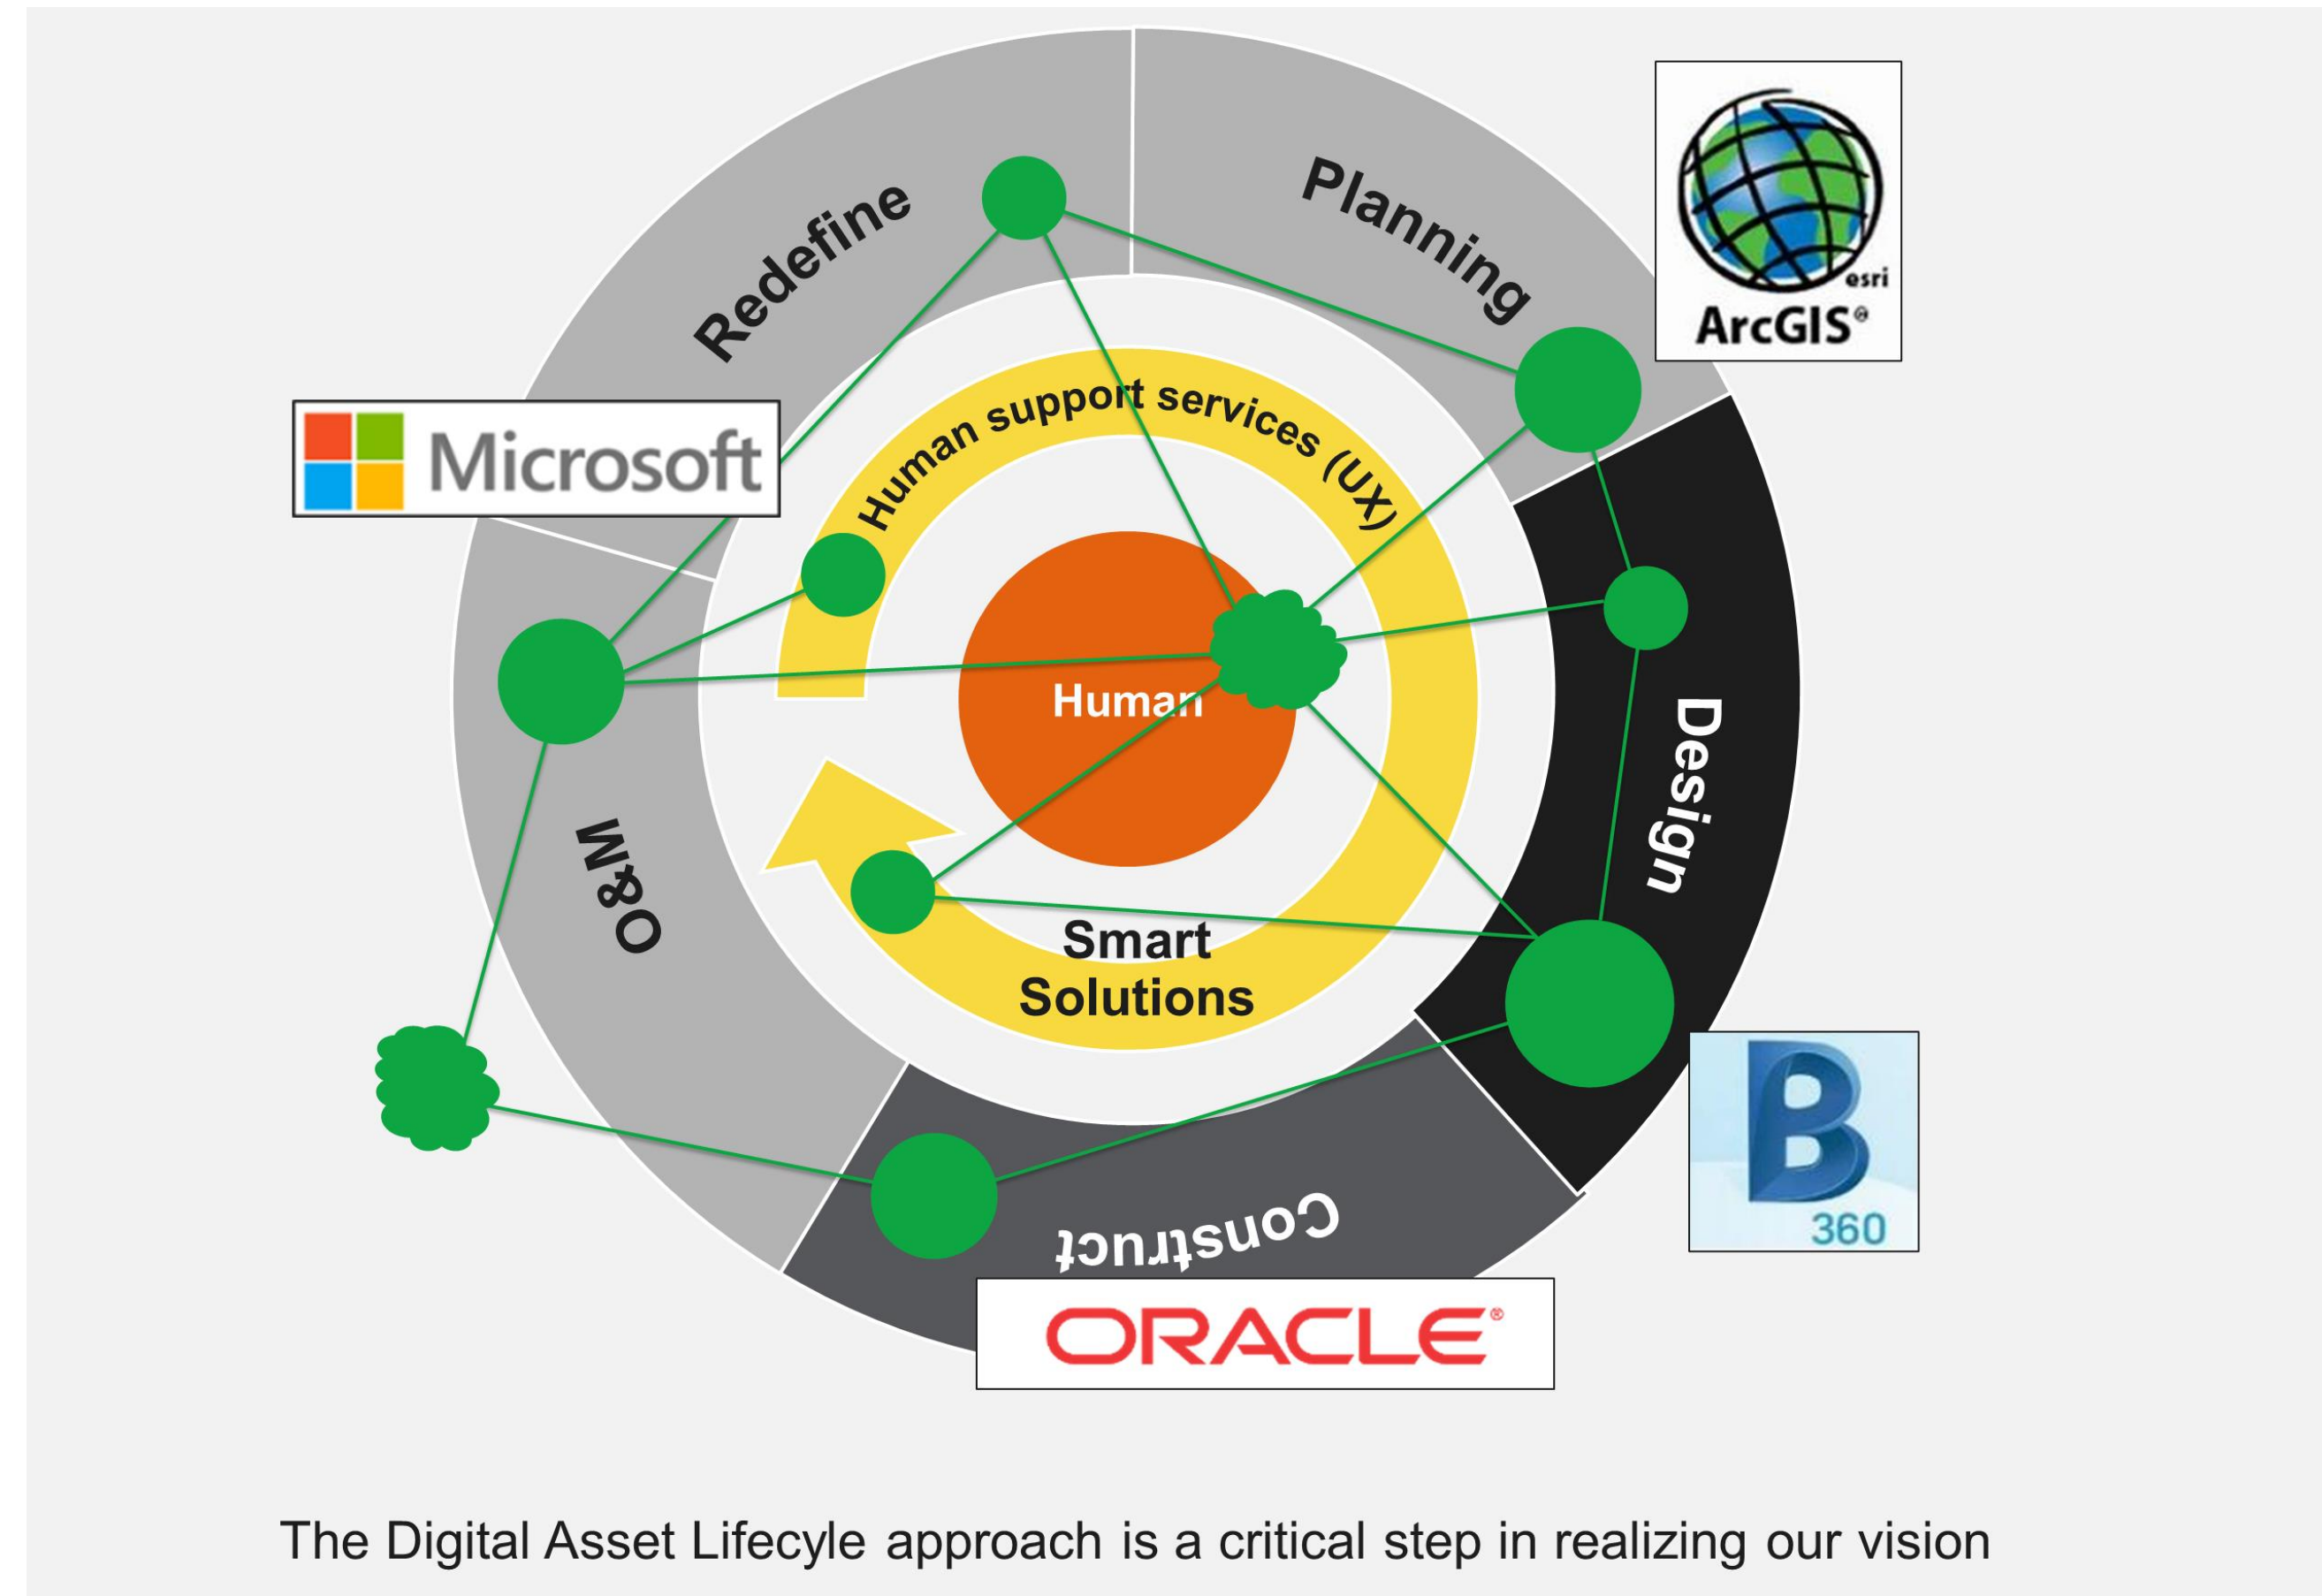 Redefine
Planning
esri
ArcGIS®
Microsoft
Human support services (UX)
Human
Design
O&M
Smart
Solutions
B
360
Construct
ORACLE®
The Digital Asset Lifecyle approach is a critical step in realizing our vision